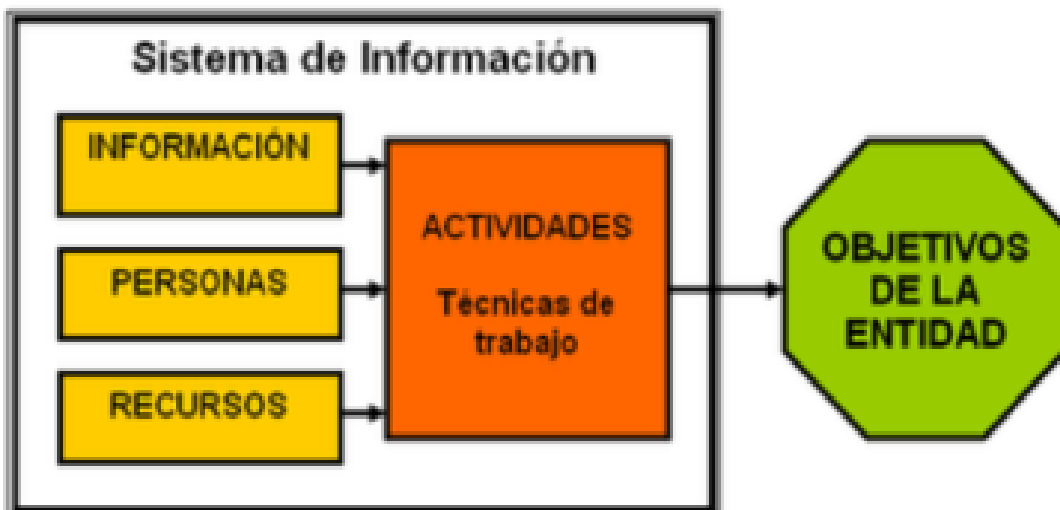 Sistema de Información
INFORMACIÓN
PERSONAS
RECURSOS
ACTIVIDADES
Técnicas de
trabajo
OBJETIVOS
DE LA
ENTIDAD